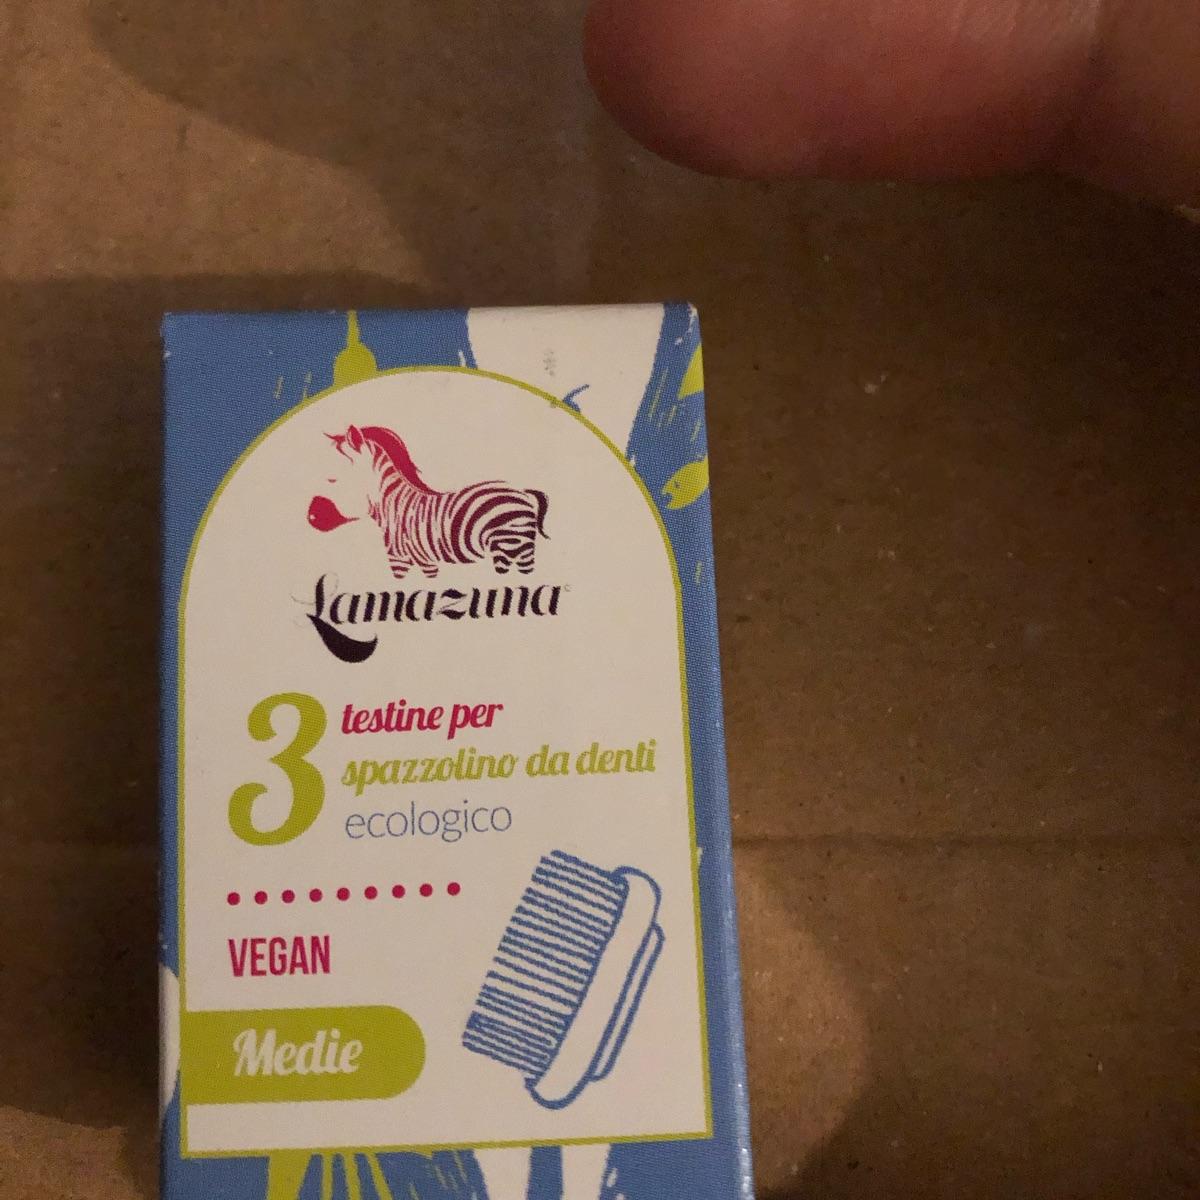 Lamazuna
3 testine per
spazzolino da denti
ecologico
VEGAN
Medie